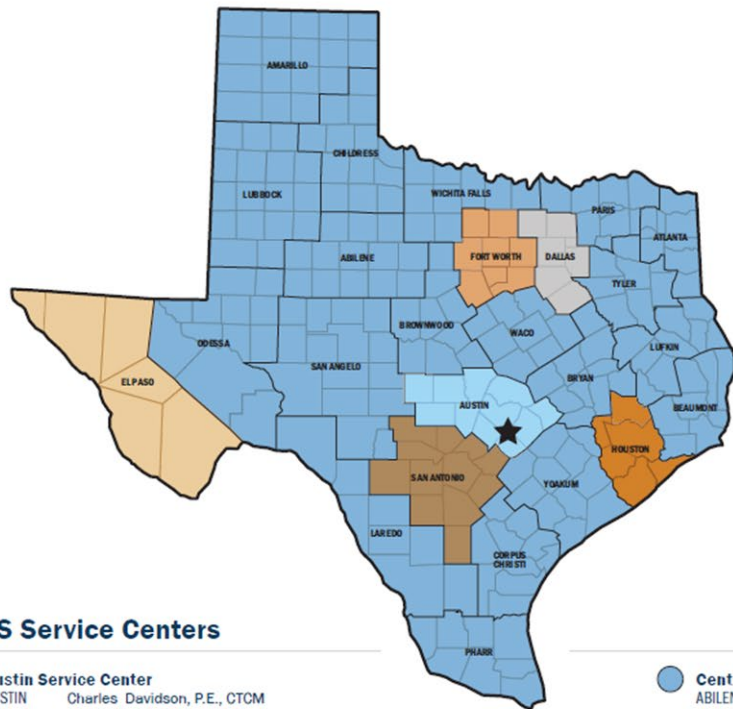 AMARILLO
CHILDRESS
LUBBOCK
WICHITA FALLS
PARIS
ATLANTA
FORT WORTH
DALLAS
ABILENE
TYLER
BROWNWOOD
WACO
ODESSA
SAN ANGELO
LUFKIN
BRYAN
EL PASO
AUSTIN
BEAUMONT
HOUSTON
SAN ANTONIO
YOAKUM
LAREDO
CORPUS
CHRISTI
PHARR
S Service Centers
ustin Service Center
STIN Charles Davidson, P.E., CTCM
Cent
ABILEN